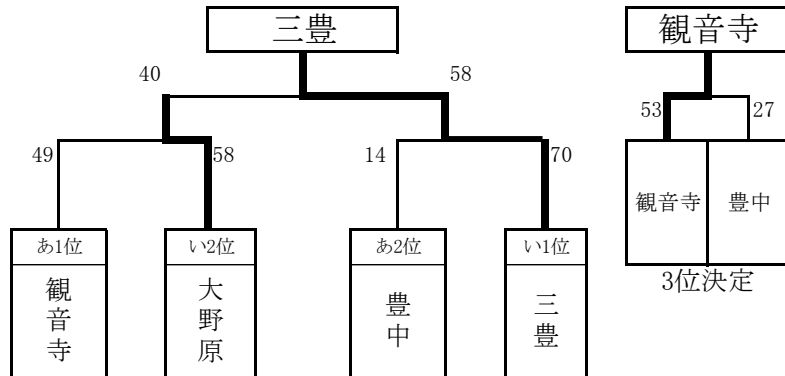 三豊
観音寺
40
58
53
27
49
58
14
70
観音寺
豊中
あ1位
い2位
あ2位
い1位
3位決定
観音寺
大野原
豊中
三豊